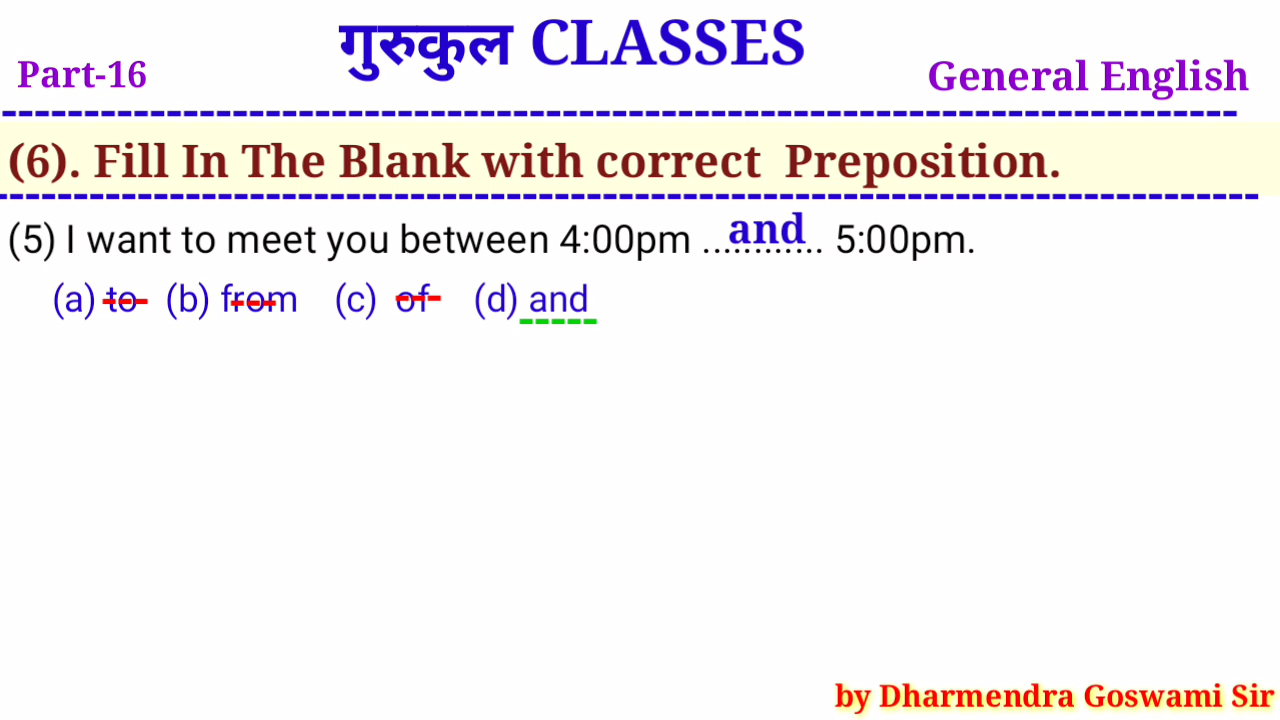 गुरुकुल CLASSES
Part-16 General English
(6). Fill In The Blank with correct Preposition.
(5) I want to meet you between 4:00pm ....and.... 5:00pm.
(a) to (b) from (c) of (d) and
by Dharmendra Goswami Sir